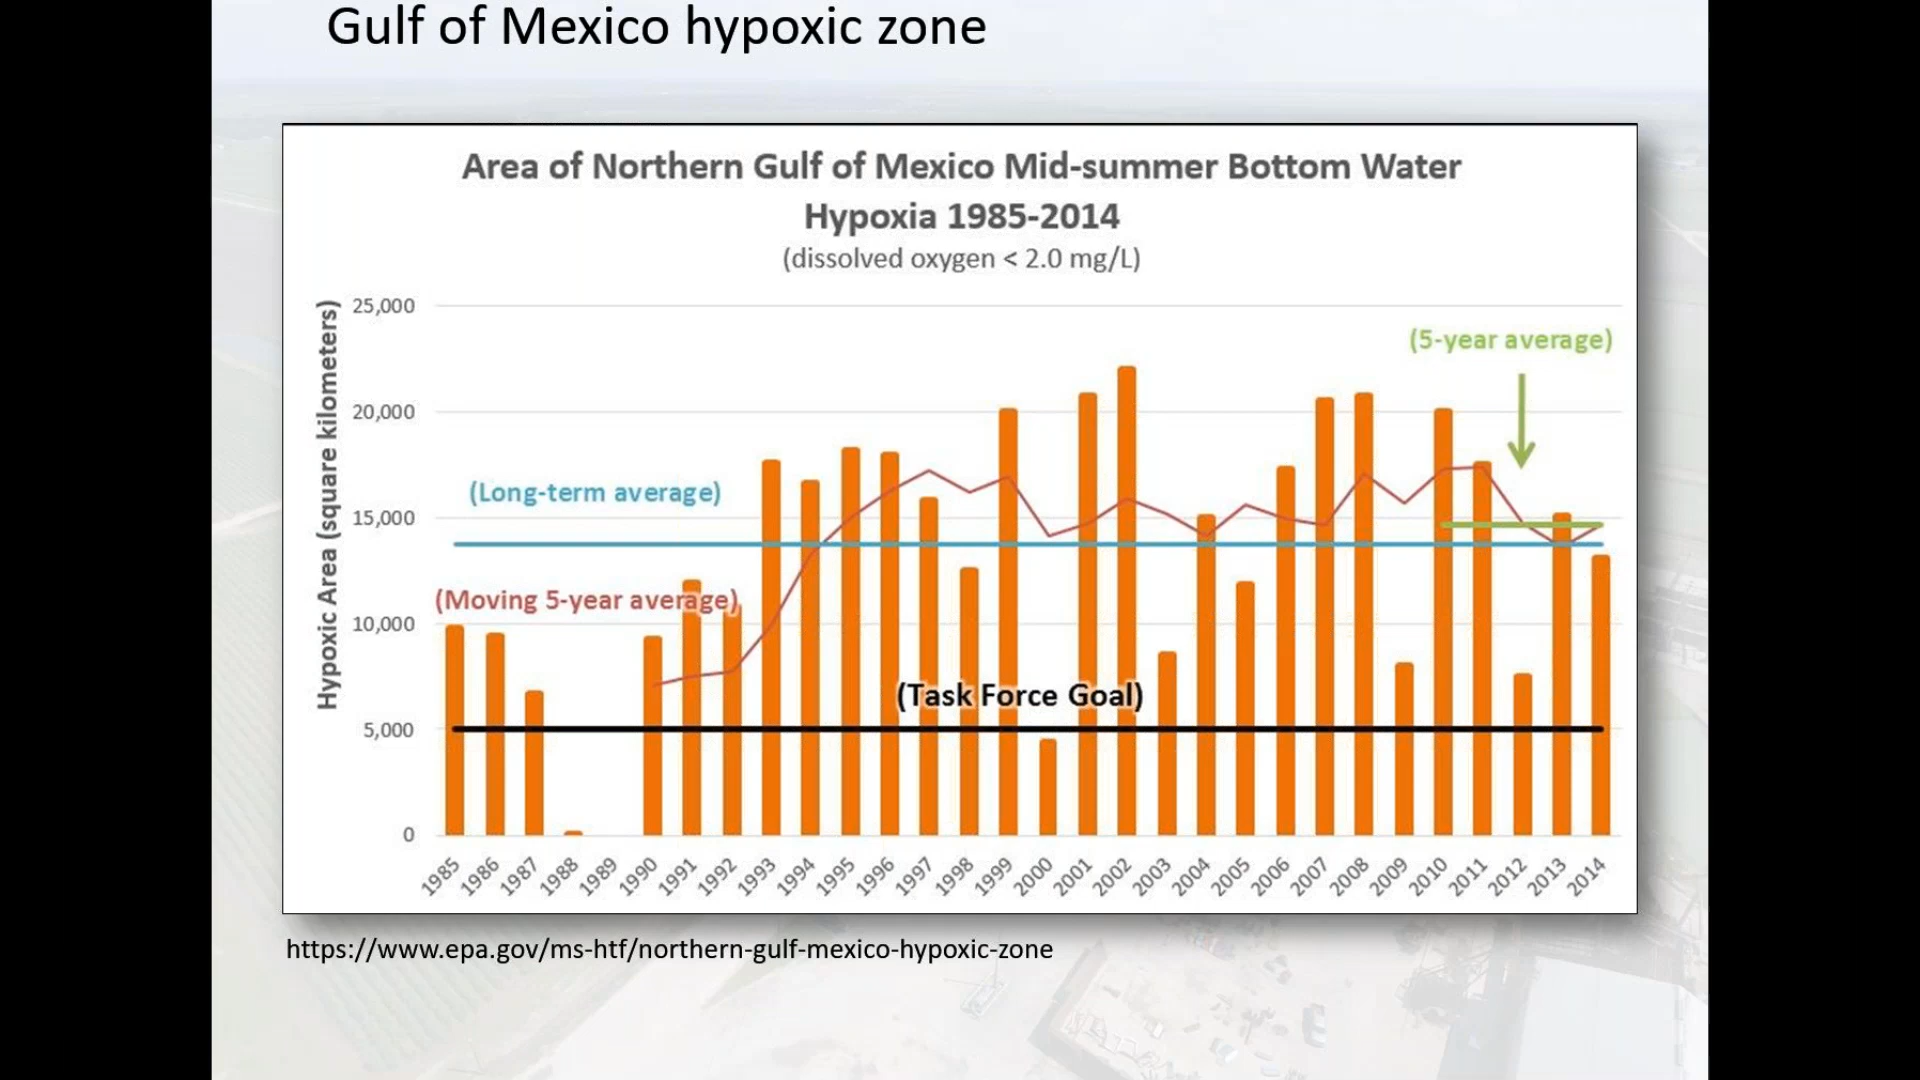 Gulf of Mexico hypoxic zone
Area of Northern Gulf of Mexico Mid-summer Bottom Water
Hypoxia 1985-2014
(dissolved oxygen < 2.0 mg/L)
Hypoxic Area (square kilometers)
25,000
20,000
15,000
10,000
5,000
0
(5-year average)
(Long-term average)
(Moving 5-year average)
(Task Force Goal)
1985 1986 1987 1988 1989 1990 1991 1992 1993 1994 1995 1996 1997 1998 1999 2000 2001 2002 2003 2004 2005 2006 2007 2008 2009 2010 2011 2012 2013 2014
https://www.epa.gov/ms-htf/northern-gulf-mexico-hypoxic-zone